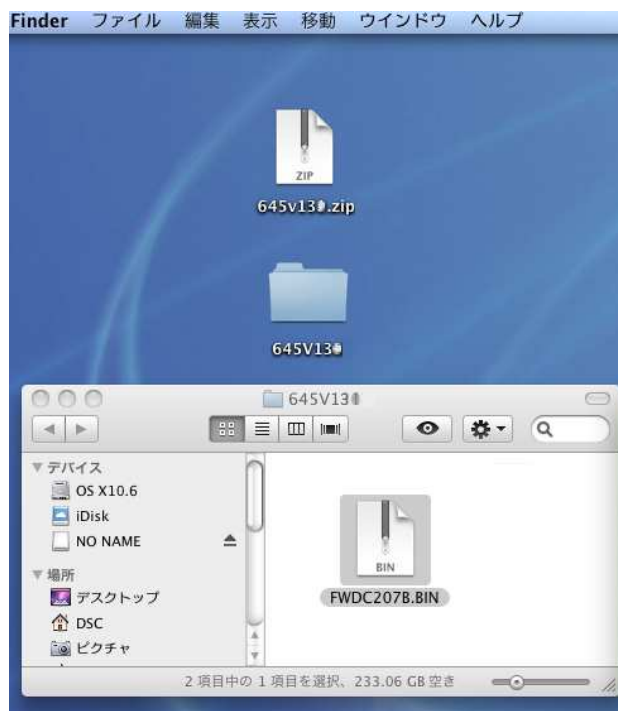 Finder ファイル 編集 表示 移動 ウインドウ ヘルプ
ZIP
645V13
645V13
デバイス
OS X10.6
iDisk
NO NAME
場所
デスクトップ
DSC
ピクチャ
BIN
FWDC207B.BIN
2 項目中の 1 項目を選択、233.06 GB 空き